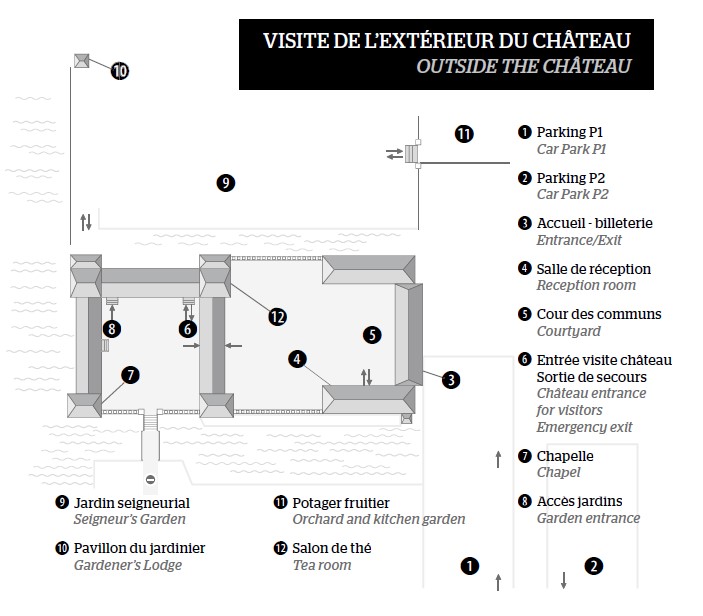 VISITE DE L'EXTÉRIEUR DU CHÂTEAU
OUTSIDE THE CHÂTEAU
10
11
9
12
8
6
5
4
7
3
1
2
1 Parking P1
Car Park P1
2 Parking P2
Car Park P2
3 Accueil - billeterie
Entrance/Exit
4 Salle de réception
Reception room
5 Cour des communs
Courtyard
6 Entrée visite château
Sortie de secours
Château entrance
for visitors
Emergency exit
7 Chapelle
Chapel
8 Accès jardins
Garden entrance
9 Jardin seigneurial
Seigneur's Garden
10 Pavillon du jardinier
Gardener's Lodge
11 Potager fruitier
Orchard and kitchen garden
12 Salon de thé
Tea room